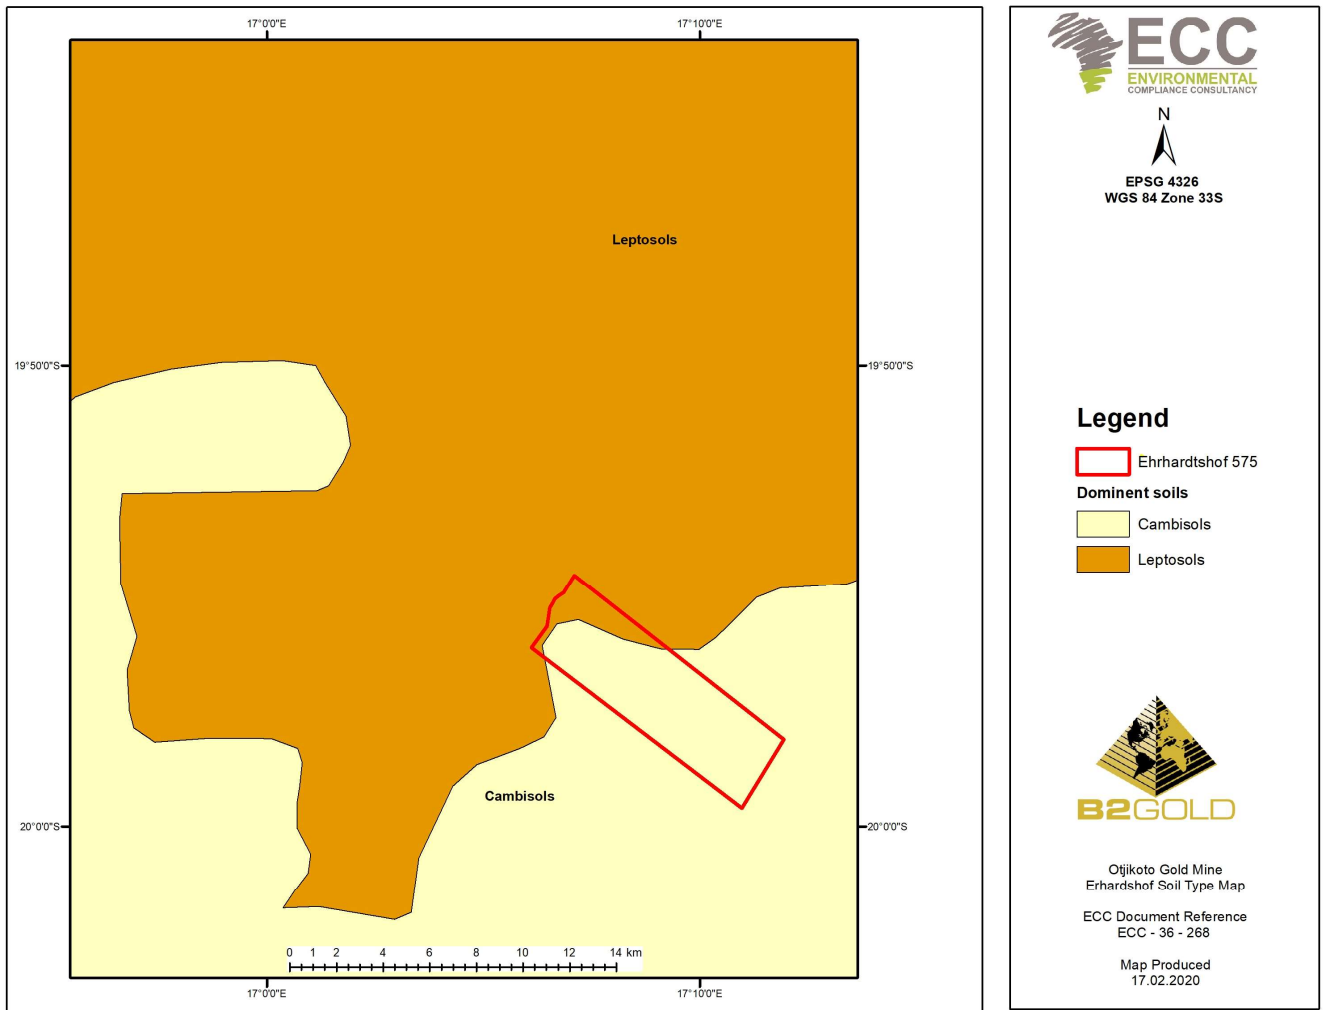 17°0'0"E
17°10'0"E
Leptosols
19°50'0"S
19°50'0"S
Cambisols
20°0'0"S
20°0'0"S
0 1 2 4 6 8 10 12 14 km
17°0'0"E
17°10'0"E
ECC
ENVIRONMENTAL
COMPLIANCE CONSULTANCY
N
EPSG 4326
WGS 84 Zone 33S
Legend
Ehrhardtshof 575
Dominent soils
Cambisols
Leptosols
B2GOLD
Otjikoto Gold Mine
Erhardshof Soil Type Map
ECC Document Reference
ECC - 36 - 268
Map Produced
17.02.2020